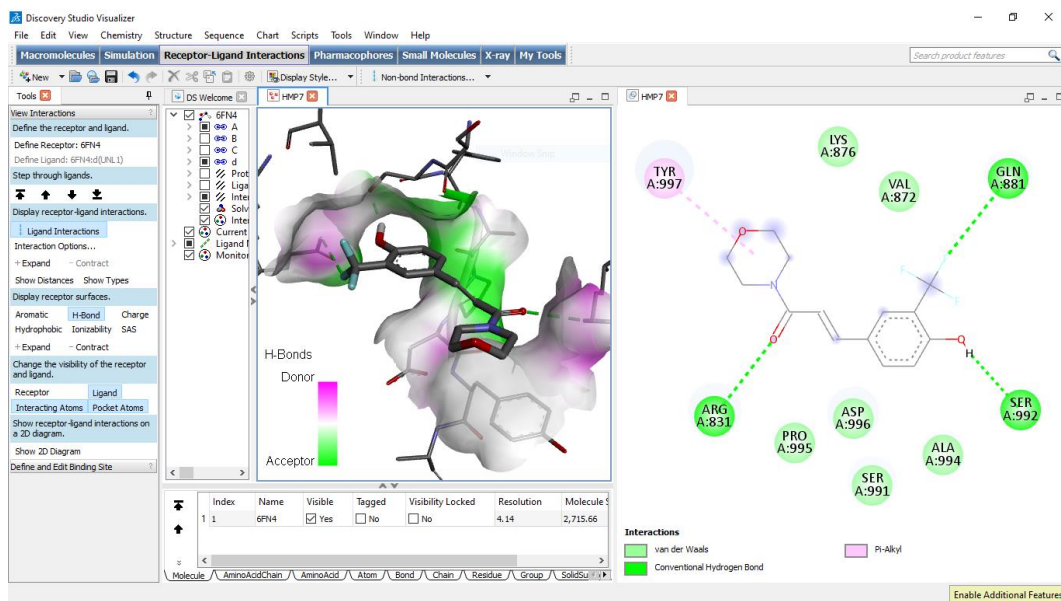 Discovery Studio Visualizer
File Edit View Chemistry Structure Sequence Chart Scripts Tools Window Help
Macromolecules Simulation Receptor-Ligand Interactions Pharmacophores Small Molecules X-ray My Tools
Search product features
New Display Style... Non-bond Interactions...
Tools
View Interactions ?
Define the receptor and ligand.
Define Receptor: 6FN4
Define Ligand: 6FN4:d(UNL1)
Step through ligands.
Display receptor-ligand interactions.
Ligand Interactions
Interaction Options...
+ Expand - Contract
Show Distances Show Types
Display receptor surfaces.
Aromatic H-Bond Charge
Hydrophobic Ionizability SAS
+ Expand - Contract
Change the visibility of the receptor
and ligand.
Receptor Ligand
Interacting Atoms Pocket Atoms
Show receptor-ligand interactions on
a 2D diagram.
Show 2D Diagram
Define and Edit Binding Site ?
DS Welcome
HMP7
6FN4
A
B
C
d
Prot
Liga
Inter
Solv
Inter
Current
Ligand N
Monitor
H-Bonds
Donor
Acceptor
Index Name Visible Tagged Visibility Locked Resolution Molecule S
1 1 6FN4 Yes No No 4.14 2,715.66
Molecule AminoAcidChain AminoAcid Atom Bond Chain Residue Group SolidSu
HMP7
LYS
A:876
TYR
A:997
VAL
A:872
GLN
A:881
O
N
O
F
F
O
H
ARG
A:831
PRO
A:995
ASP
A:996
SER
A:991
ALA
A:994
SER
A:992
Interactions
van der Waals
Conventional Hydrogen Bond
Pi-Alkyl
Enable Additional Features